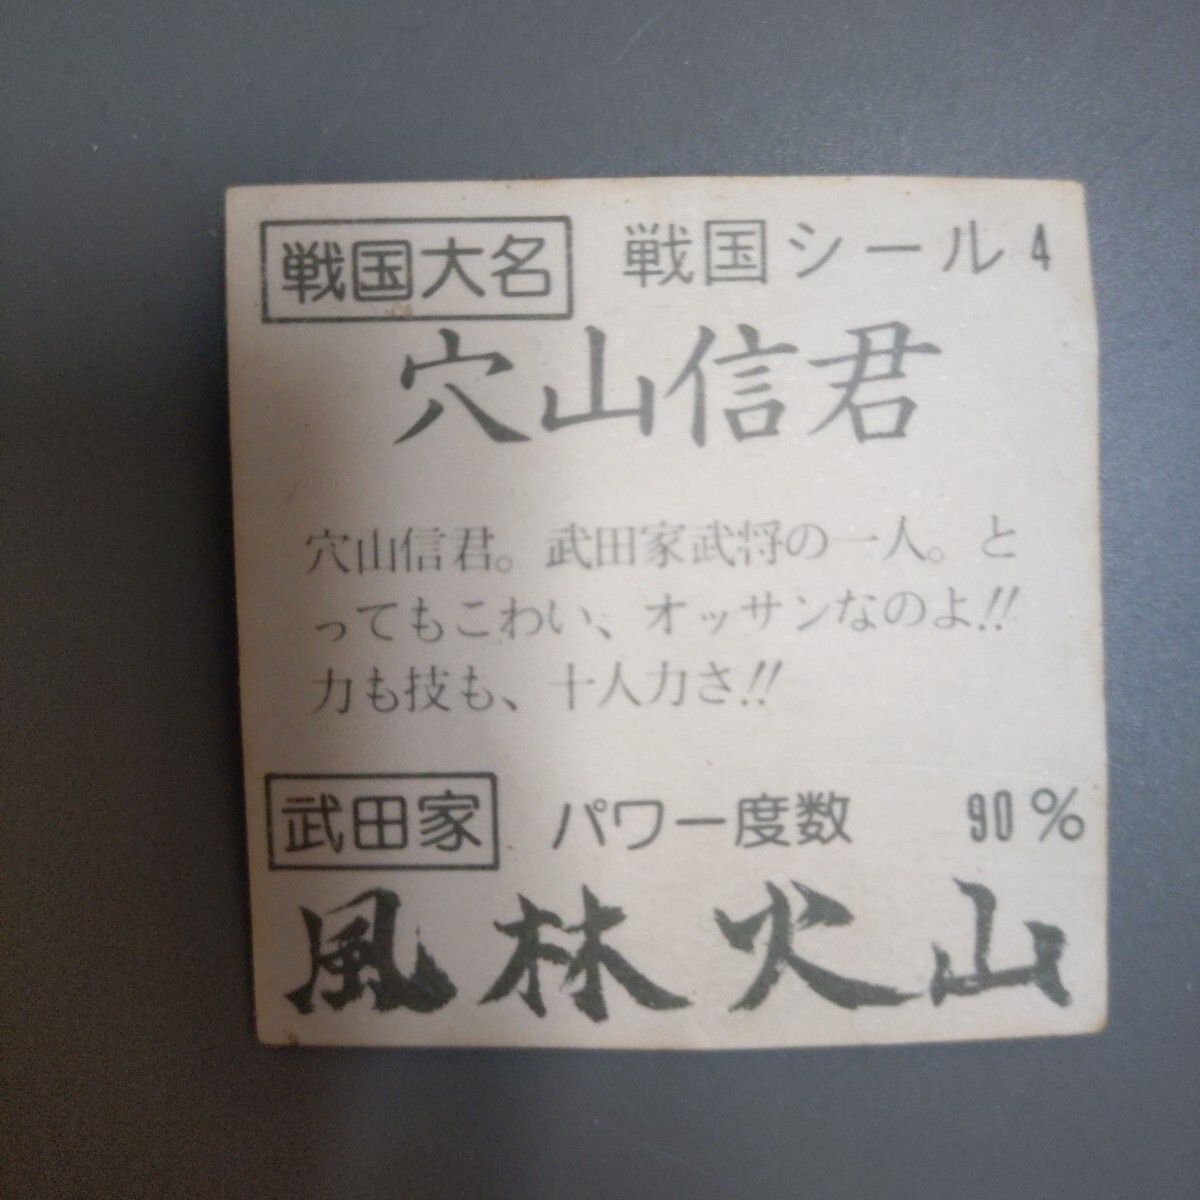 戦国大名 戦国シール4
穴山信君
穴山信君。武田家武将の一人。と
ってもこわい、オッサンなのよ!!
力も技も、十人力さ!!
武田家 パワー度数 90%
風林火山